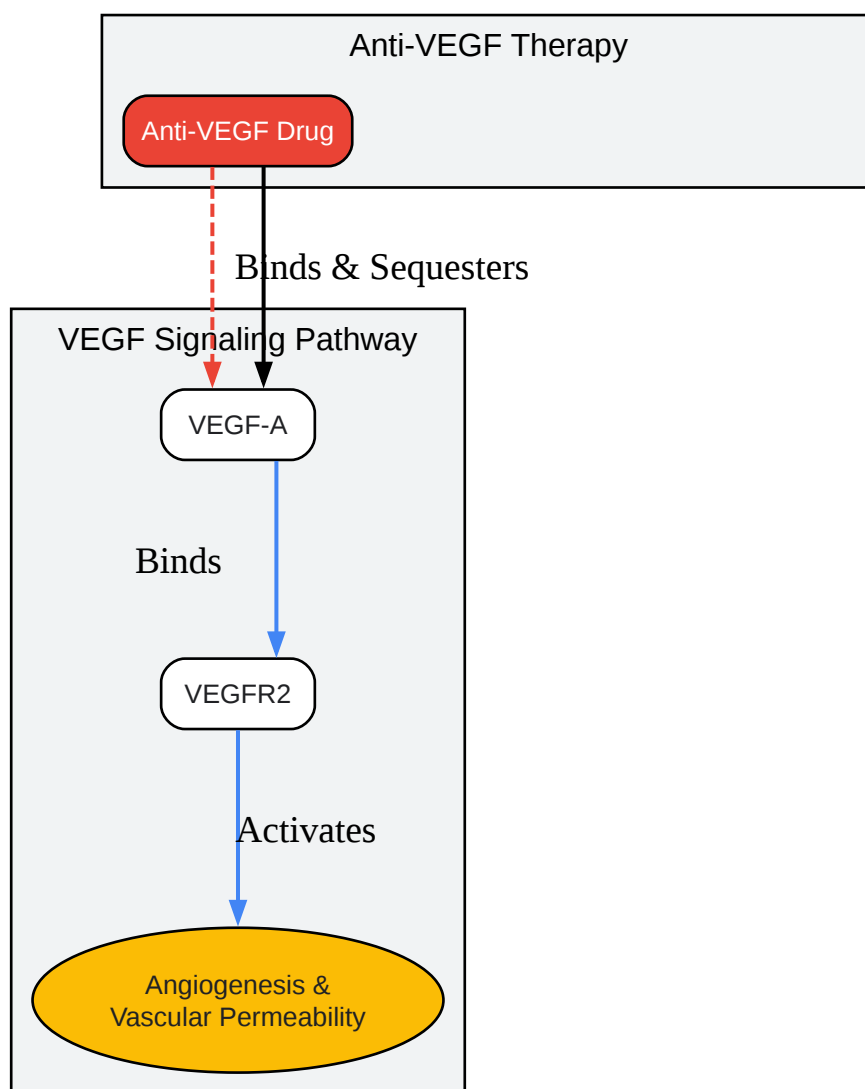 Anti-VEGF Therapy
Anti-VEGF Drug
Binds & Sequesters
VEGF Signaling Pathway
VEGF-A
Binds
VEGFR2
Activates
Angiogenesis &
Vascular Permeability